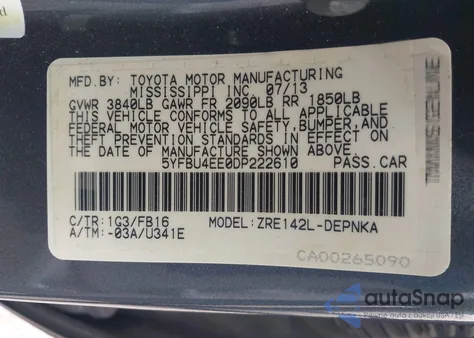 MFD.BY: TOYOTA MOTOR MANUFACTURING
MISSISSIPPI INC 07/13
GVWR 3840LB GAWR FR 2090LB RR 1850LB
THIS VEHICLE CONFORMS TO ALL APPLICABLE
FEDERAL MOTOR VEHICLE SAFETY,BUMPER,AND
THEFT PREVENTION STANDARDS IN EFFECT ON
THE DATE OF MANUFACTURE SHOWN ABOVE.
5YFBU4EE0DP222610 PASS.CAR
C/TR:1G3/FB16 MODEL:ZRE142L-DEPNKA
A/TM:-03A/U341E
CA00265090
autoSnap